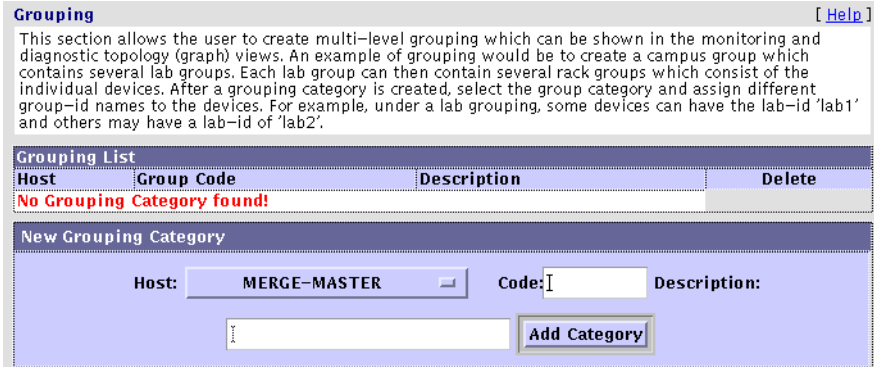 Grouping [ Help ]
This section allows the user to create multi-level grouping which can be shown in the monitoring and
diagnostic topology (graph) views. An example of grouping would be to create a campus group which
contains several lab groups. Each lab group can then contain several rack groups which consist of the
individual devices. After a grouping category is created, select the group category and assign different
group-id names to the devices. For example, under a lab grouping, some devices can have the lab-id 'lab1'
and others may have a lab-id of 'lab2'.
Grouping List
Host Group Code Description Delete
No Grouping Category found!
New Grouping Category
Host: MERGE-MASTER Code: Description:
Add Category